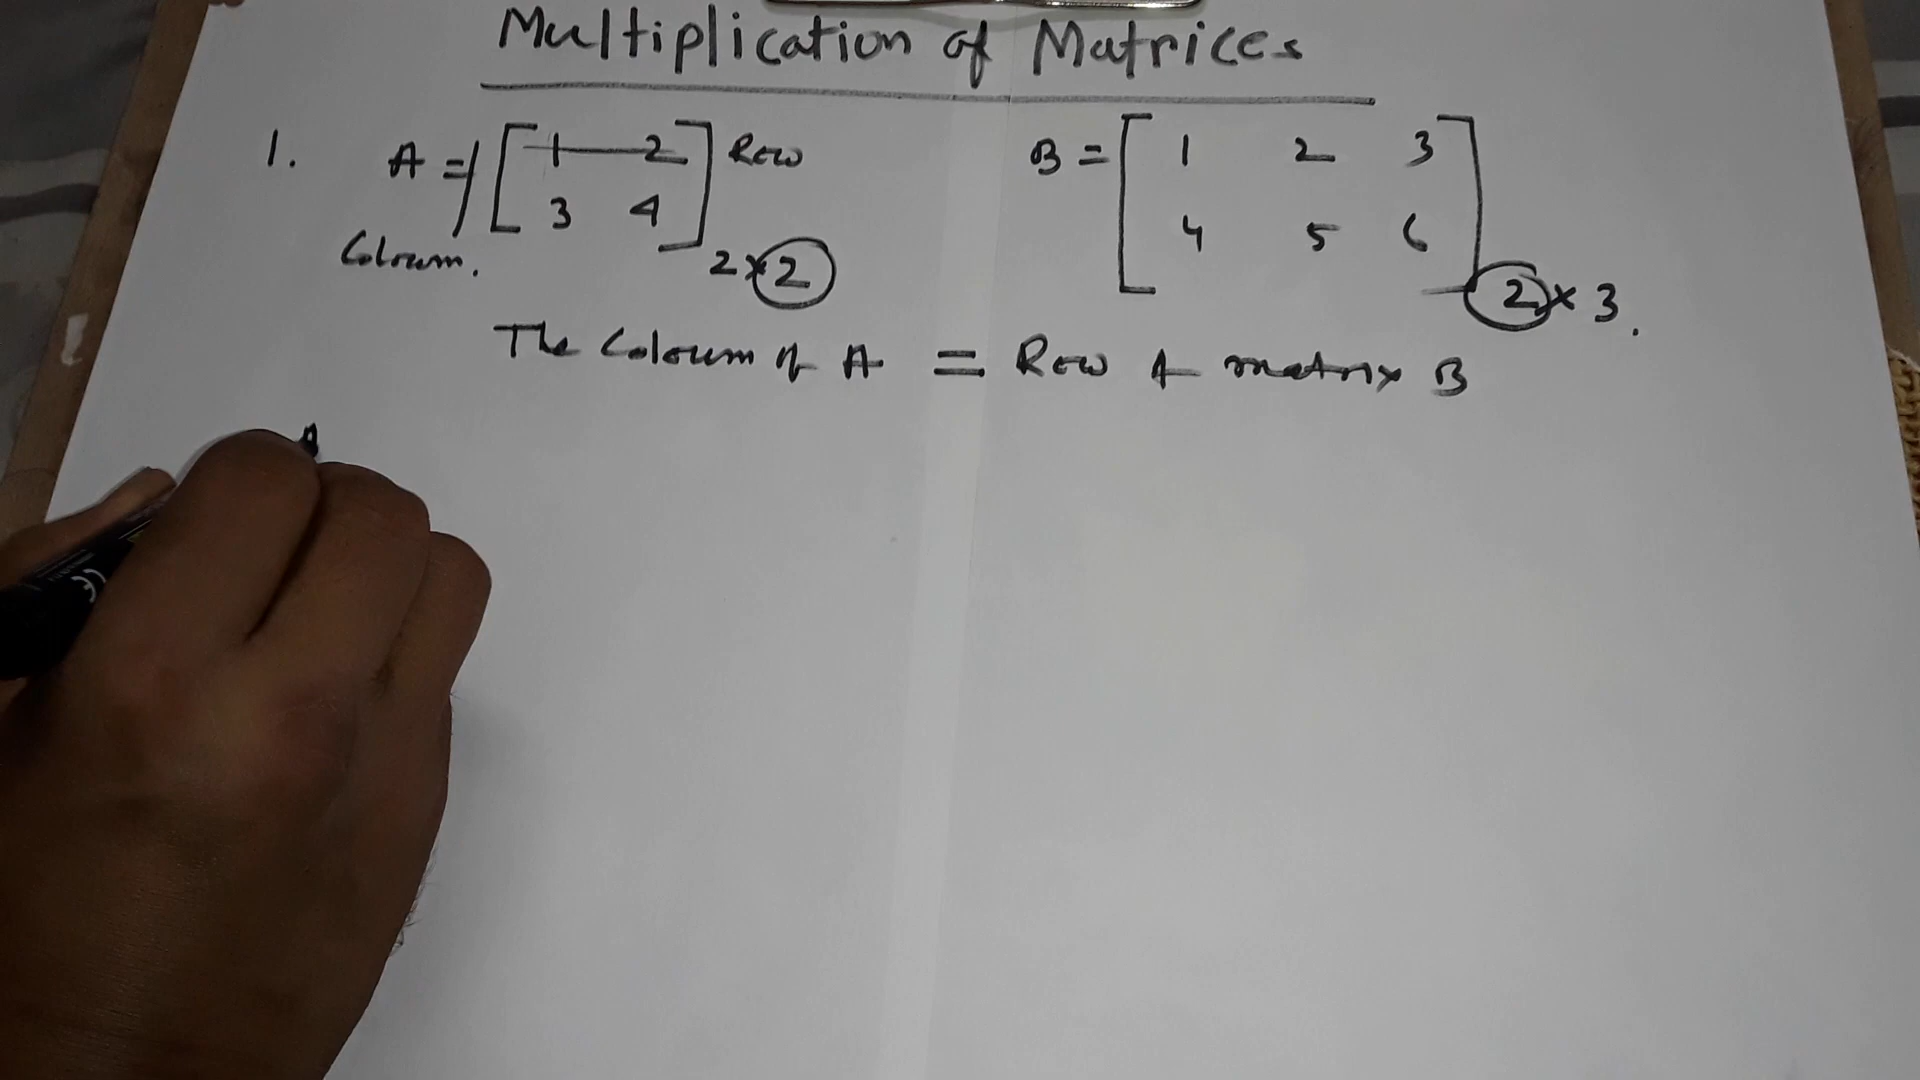 Multiplication of Matrices
1. A = [ 1 2 ] Row B = [ 1 2 3 ]
3 4 4 5 6
Coloum. 2 × 2 2 × 3.
The Coloum of A = Row of matrix B
A
CE